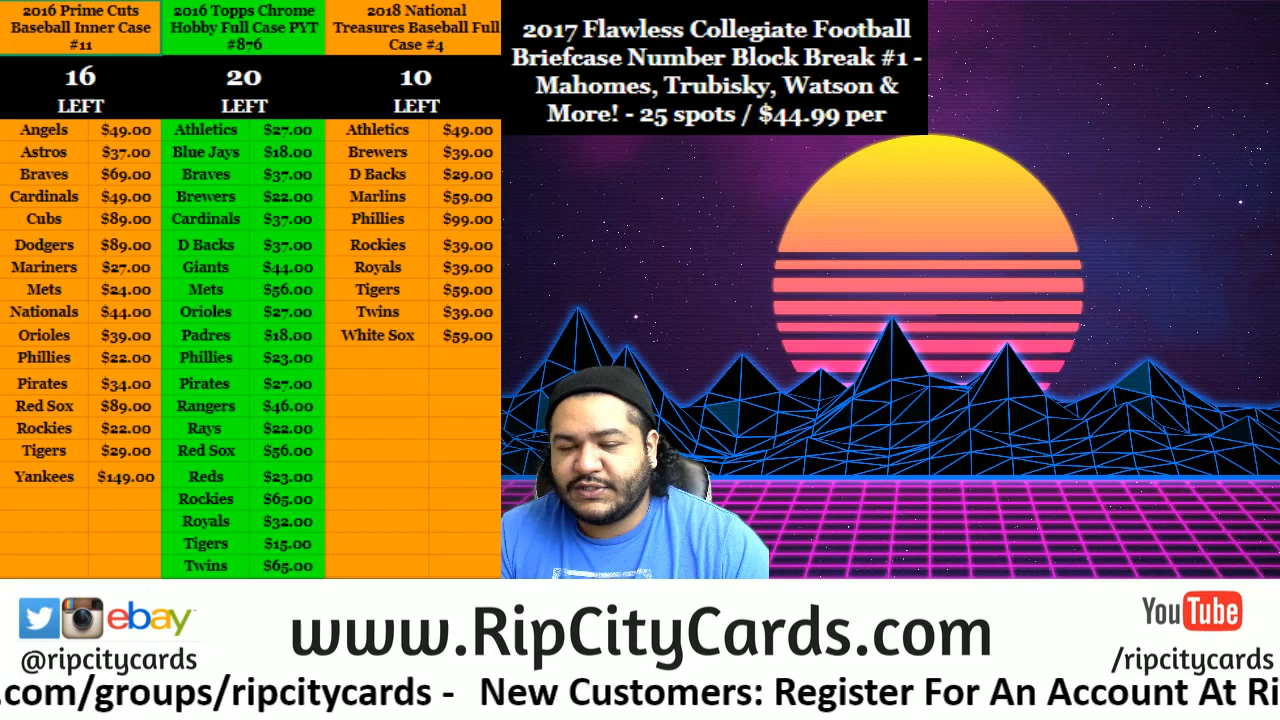 2016 Prime Cuts
Baseball Inner Case
#11
16
LEFT
Angels $49.00
Astros $37.00
Braves $69.00
Cardinals $49.00
Cubs $89.00
Dodgers $89.00
Mariners $27.00
Mets $24.00
Nationals $44.00
Orioles $39.00
Phillies $22.00
Pirates $34.00
Red Sox $89.00
Rockies $22.00
Tigers $29.00
Yankees $149.00
2016 Topps Chrome
Hobby Full Case PYT
#876
20
LEFT
Athletics $27.00
Blue Jays $18.00
Braves $37.00
Brewers $22.00
Cardinals $37.00
D Backs $37.00
Giants $44.00
Mets $56.00
Orioles $27.00
Padres $18.00
Phillies $23.00
Pirates $27.00
Rangers $46.00
Rays $22.00
Red Sox $56.00
Reds $23.00
Rockies $65.00
Royals $32.00
Tigers $15.00
Twins $65.00
2018 National
Treasures Baseball Full
Case #4
10
LEFT
Athletics $49.00
Brewers $39.00
D Backs $29.00
Marlins $59.00
Phillies $99.00
Rockies $39.00
Royals $39.00
Tigers $59.00
Twins $39.00
White Sox $59.00
2017 Flawless Collegiate Football
Briefcase Number Block Break #1 -
Mahomes, Trubisky, Watson &
More! - 25 spots / $44.99 per
ebay
@ripcitycards
www.RipCityCards.com
YouTube
/ripcitycards
.com/groups/ripcitycards - New Customers: Register For An Account At Ri